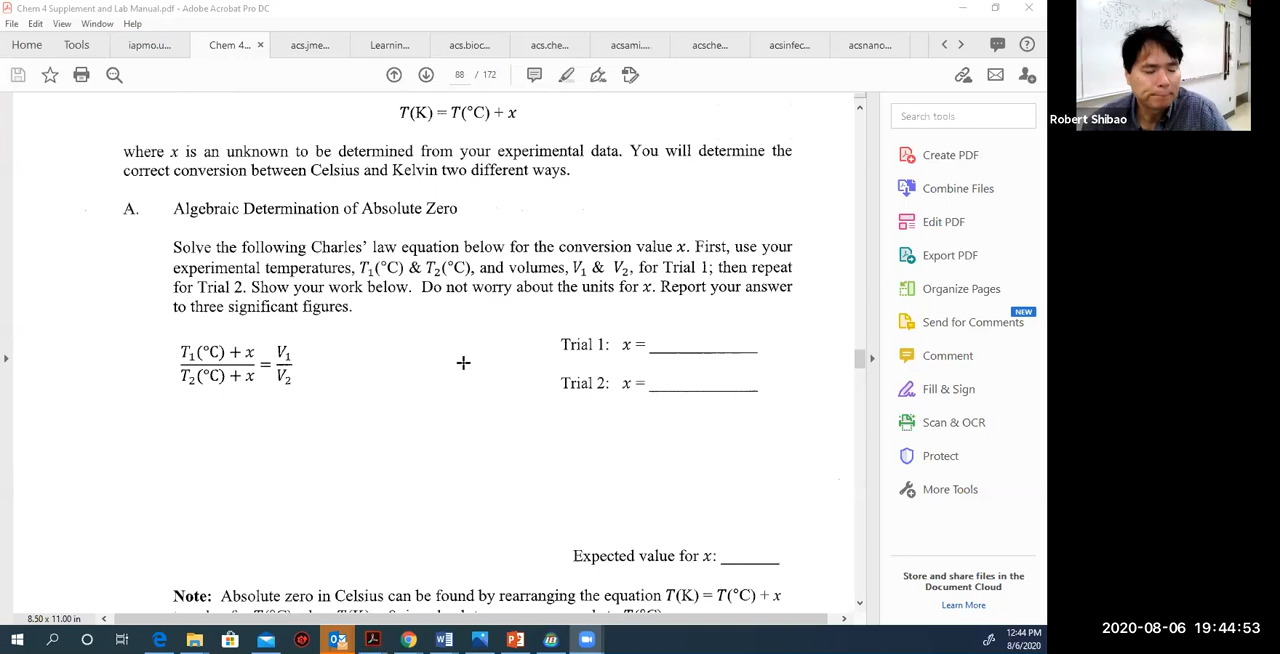 Chem 4 Supplement and Lab Manual.pdf - Adobe Acrobat Pro DC
File Edit View Window Help
Home Tools iapmo.u... Chem 4... × acs.jme... Learnin... acs.bioc... acs.che... acsami.... acsche... acsinfec... acsnano...
88 / 172
T(K) = T(°C) + x
where x is an unknown to be determined from your experimental data. You will determine the
correct conversion between Celsius and Kelvin two different ways.
A. Algebraic Determination of Absolute Zero
Solve the following Charles' law equation below for the conversion value x. First, use your
experimental temperatures, T₁(°C) & T₂(°C), and volumes, V₁ & V₂, for Trial 1; then repeat
for Trial 2. Show your work below. Do not worry about the units for x. Report your answer
to three significant figures.
T₁(°C) + x = V₁
T₂(°C) + x V₂
Trial 1: x = ____________
Trial 2: x = ____________
Expected value for x: ______
Note: Absolute zero in Celsius can be found by rearranging the equation T(K) = T(°C) + x
8.50 x 11.00 in
Search tools
Create PDF
Combine Files
Edit PDF
Export PDF
Organize Pages
NEW
Send for Comments
Comment
Fill & Sign
Scan & OCR
Protect
More Tools
Store and share files in the
Document Cloud
Learn More
Robert Shibao
12:44 PM
8/6/2020
2020-08-06 19:44:53